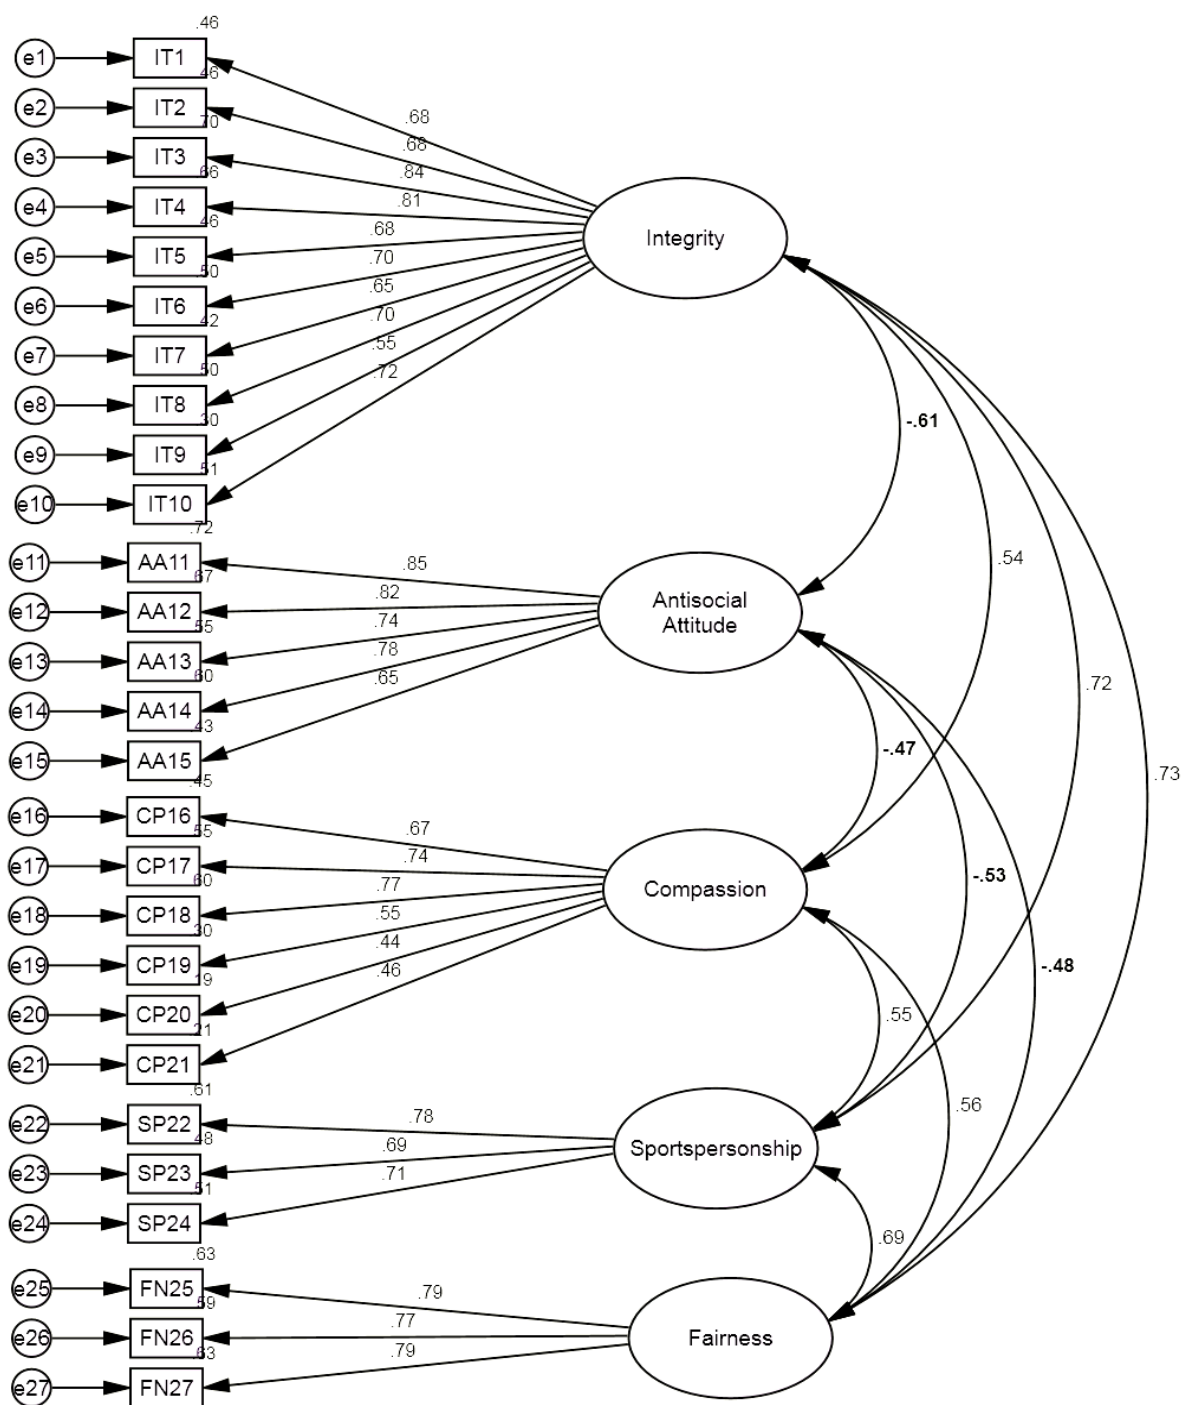 .46
e1 IT1
.46
.68
e2 IT2
.70
.68
e3 IT3
.84
.66
e4 IT4
.81
.46
.68
Integrity
e5 IT5
.70
.50
e6 IT6
.65
.42
.70
e7 IT7
.55
.50
.72
e8 IT8
.30
-.61
e9 IT9
.51
e10 IT10
.72
.54
e11 AA11
.85
.67
.82
Antisocial
Attitude
e12 AA12
.74
.55
.78
e13 AA13
.65
.60
.72
e14 AA14
.43
-.47
e15 AA15
.45
.73
e16 CP16
.67
.55
.74
e17 CP17
.77
.60
-.53
Compassion
e18 CP18
.55
.30
.44
e19 CP19
.46
.19
-.48
e20 CP20
.21
.55
e21 CP21
.61
.56
e22 SP22
.78
.48
.69
Sportspersonship
e23 SP23
.71
.51
e24 SP24
.69
.63
e25 FN25
.79
.59
.77
Fairness
e26 FN26
.79
.63
e27 FN27